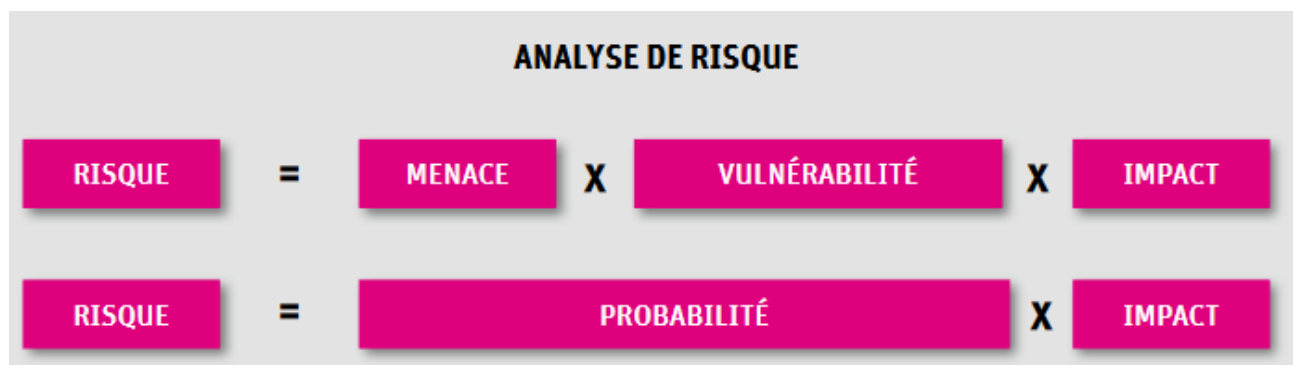 ANALYSE DE RISQUE
RISQUE = MENACE X VULNÉRABILITÉ X IMPACT
RISQUE = PROBABILITÉ X IMPACT